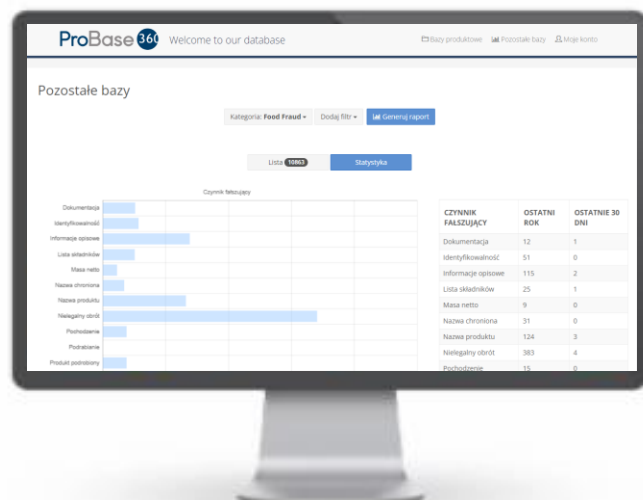 ProBase 360 Welcome to our database
Bazy produktowe Pozostałe bazy Moje konto
Pozostałe bazy
Kategoria: Food Fraud Dodaj filtr Generuj raport
Lista 10863 Statystyka
Czynnik fałszujący
Dokumentacja
Identyfikowalność
Informacje opisowe
Lista składników
Masa netto
Nazwa chroniona
Nazwa produktu
Nielegalny obrót
Pochodzenie
Podrabianie
Produkt podrobiony
CZYNNIK FAŁSZUJĄCY OSTATNI ROK OSTATNIE 30 DNI
Dokumentacja 12 1
Identyfikowalność 51 0
Informacje opisowe 115 2
Lista składników 25 1
Masa netto 9 0
Nazwa chroniona 31 0
Nazwa produktu 124 3
Nielegalny obrót 383 4
Pochodzenie 15 0